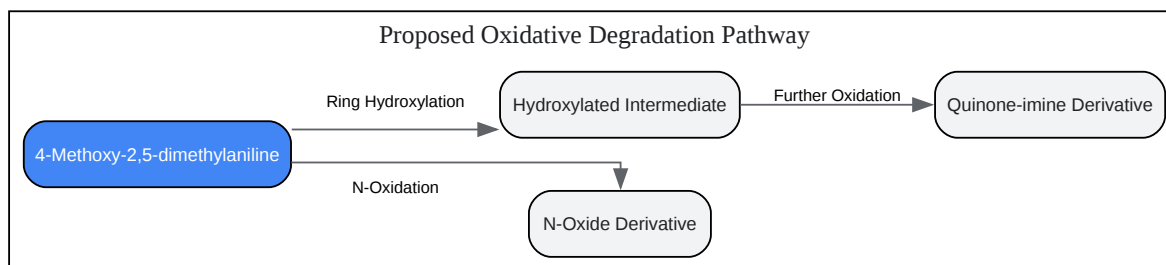 Proposed Oxidative Degradation Pathway
Ring Hydroxylation
Hydroxylated Intermediate
Further Oxidation
Quinone-imine Derivative
4-Methoxy-2,5-dimethylaniline
N-Oxidation
N-Oxide Derivative